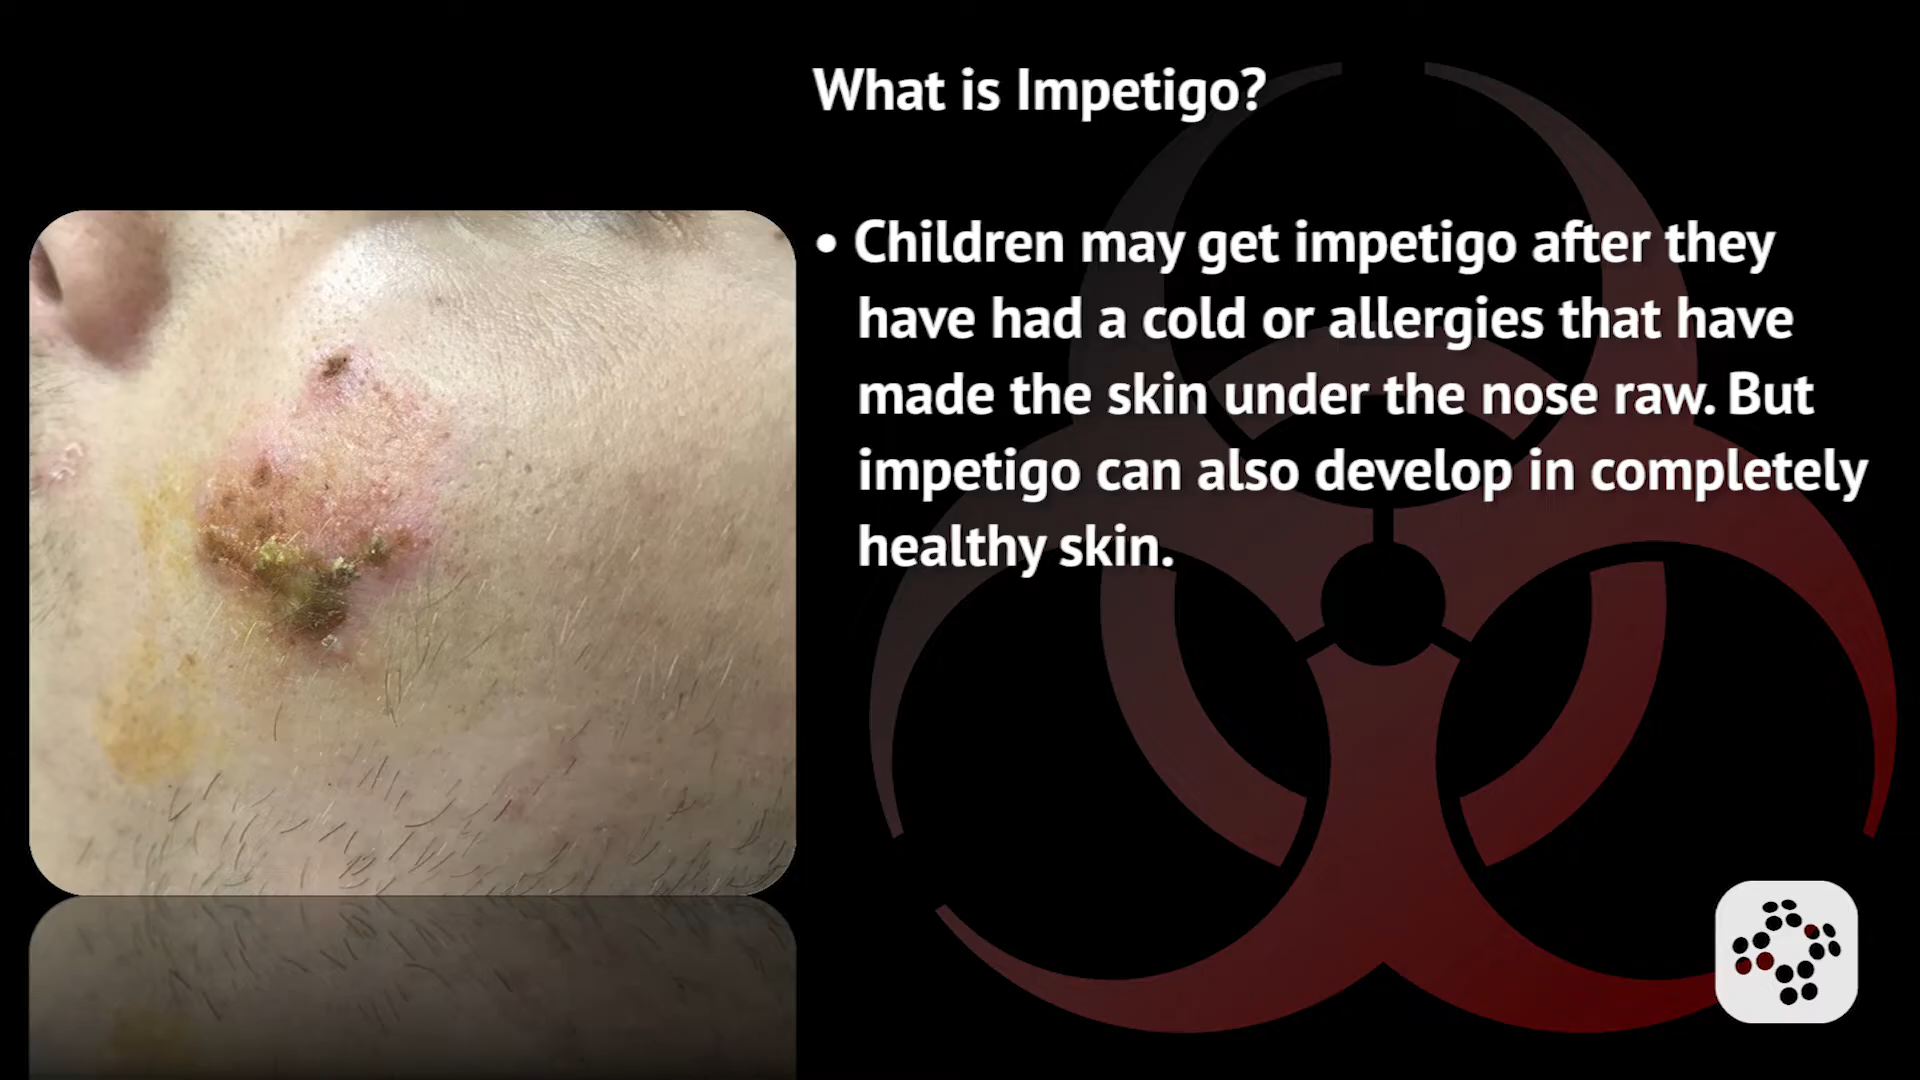 What is Impetigo?
• Children may get impetigo after they
have had a cold or allergies that have
made the skin under the nose raw. But
impetigo can also develop in completely
healthy skin.